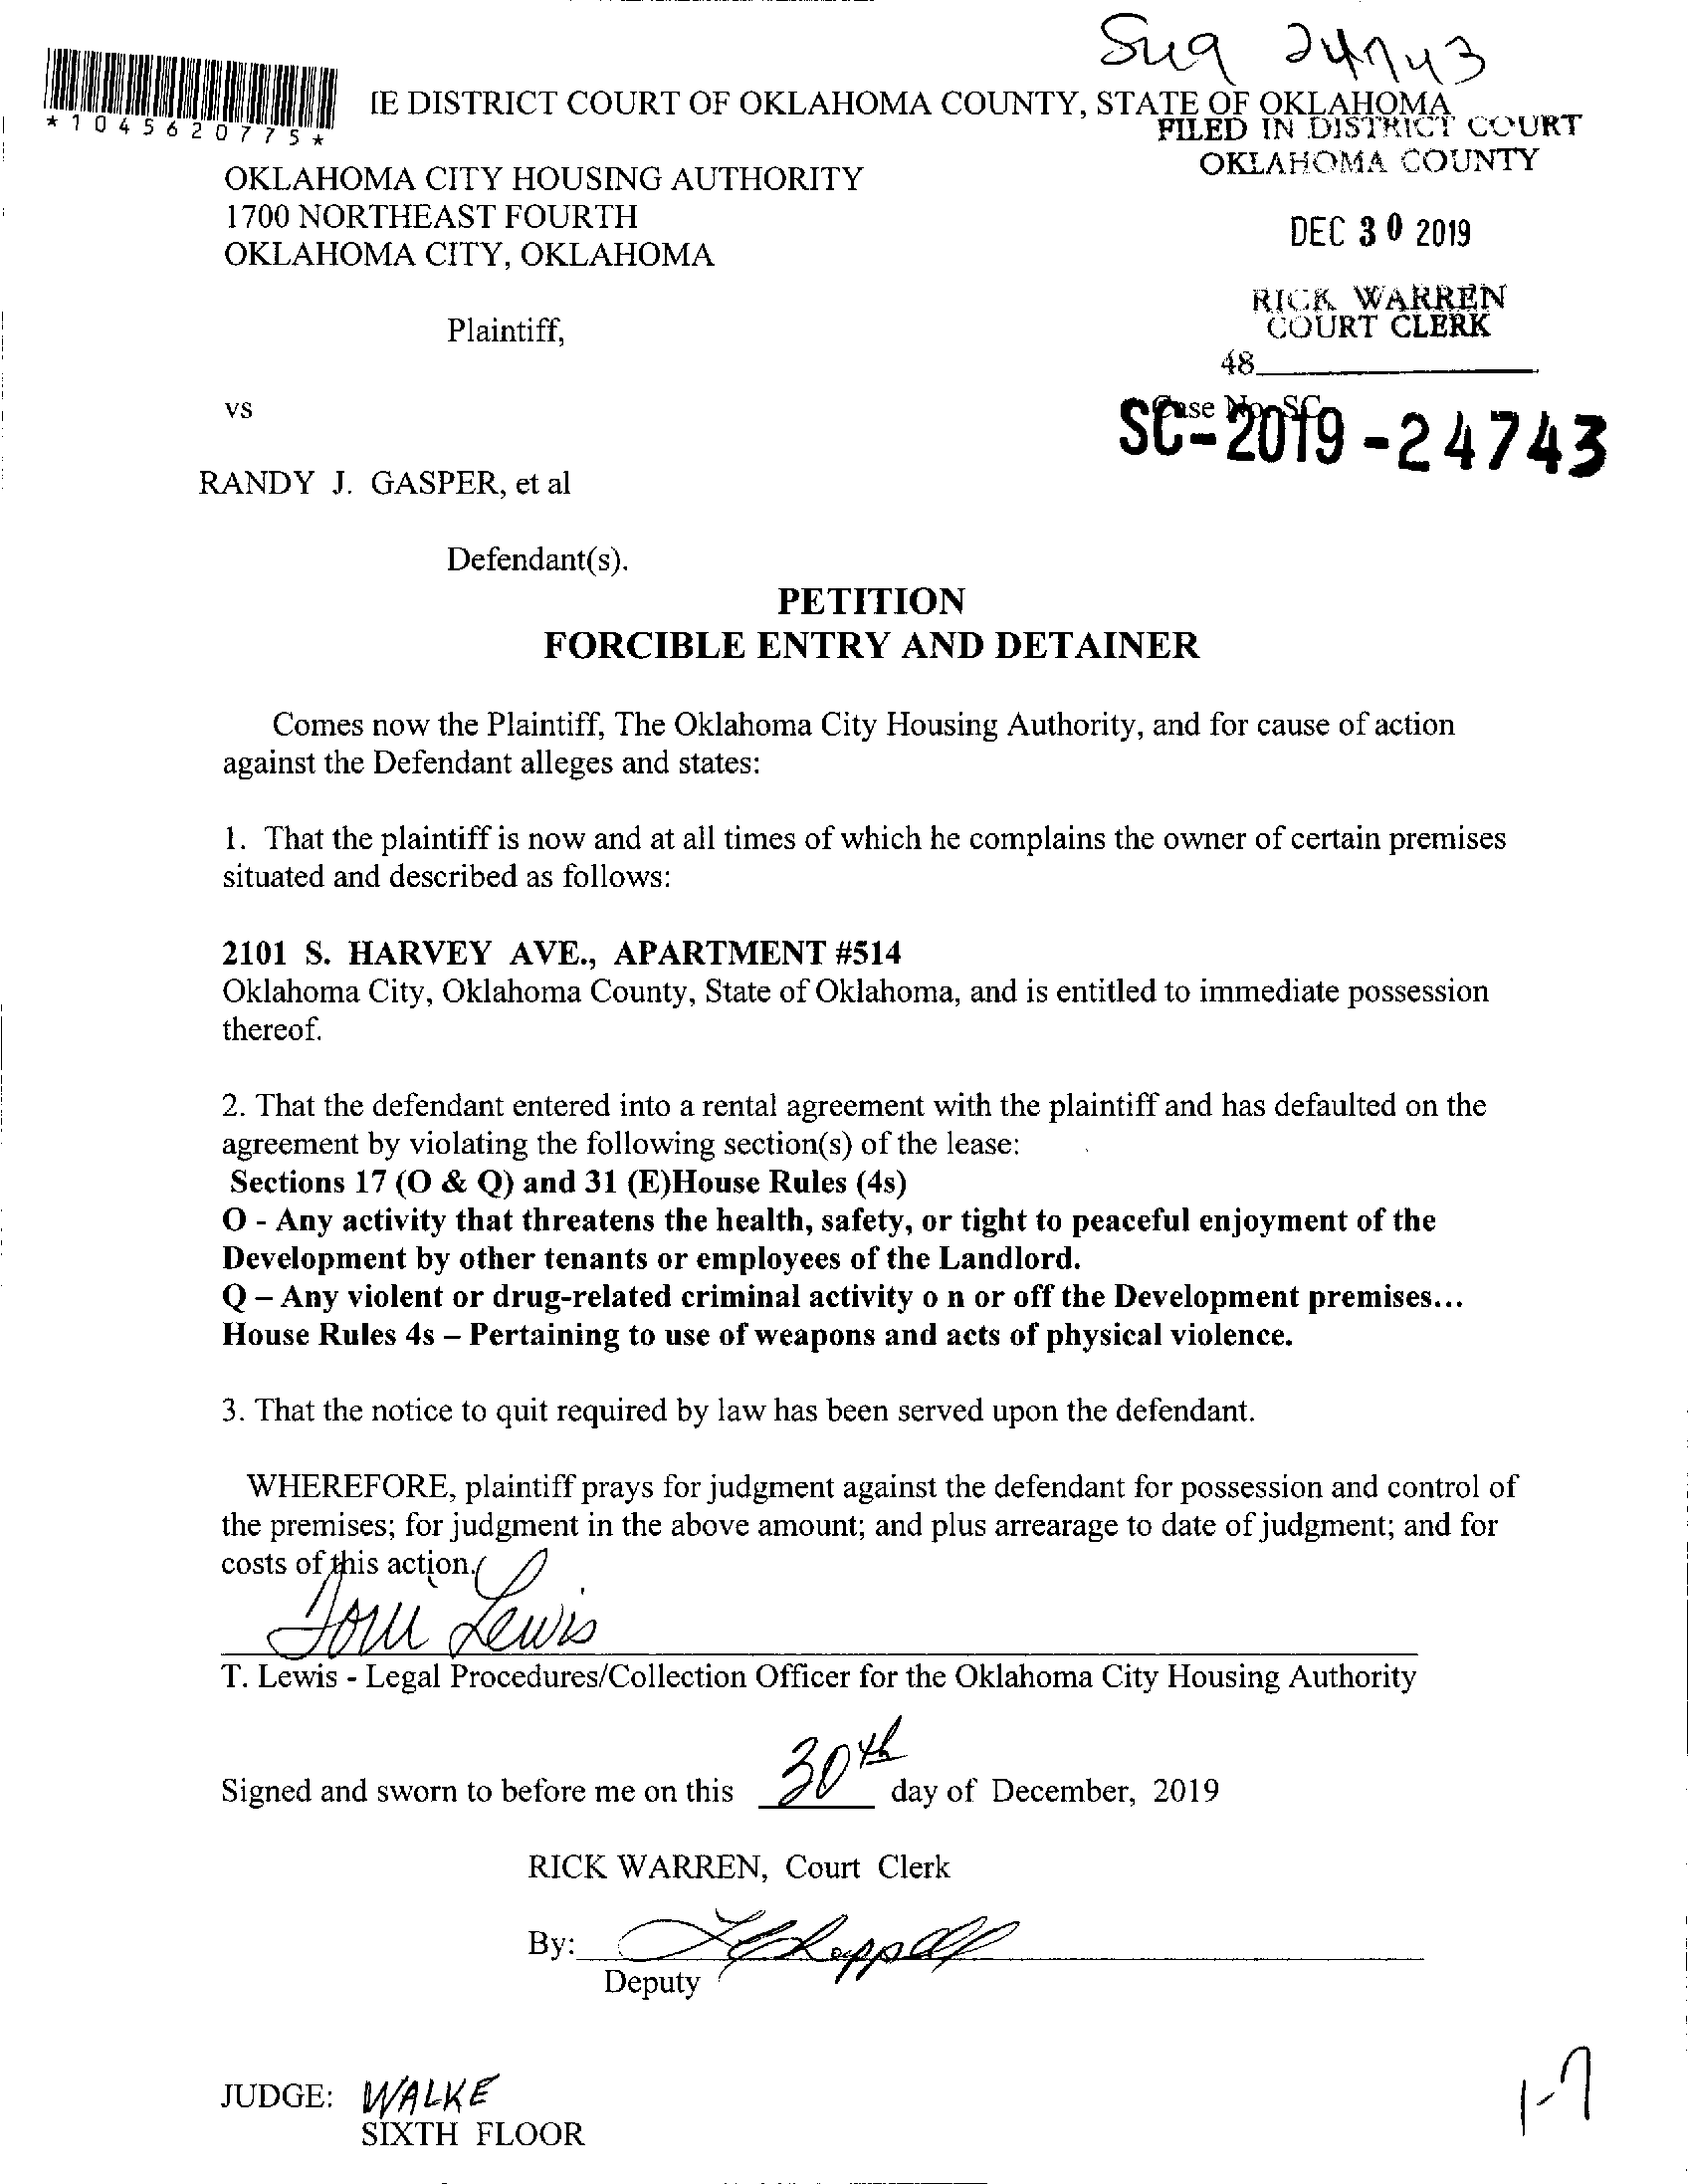 24743
*1045620775*
IE DISTRICT COURT OF OKLAHOMA COUNTY, STATE OF OKLAHOMA
FILED IN DISTRICT COURT
OKLAHOMA COUNTY
OKLAHOMA CITY HOUSING AUTHORITY
1700 NORTHEAST FOURTH
OKLAHOMA CITY, OKLAHOMA
DEC 30 2019
RICK WARREN
COURT CLERK
Plaintiff,
48
vs
Case No. SC
SC-2019-24743
RANDY J. GASPER, et al
Defendant(s).
PETITION
FORCIBLE ENTRY AND DETAINER
Comes now the Plaintiff, The Oklahoma City Housing Authority, and for cause of action
against the Defendant alleges and states:
1. That the plaintiff is now and at all times of which he complains the owner of certain premises
situated and described as follows:
2101 S. HARVEY AVE., APARTMENT #514
Oklahoma City, Oklahoma County, State of Oklahoma, and is entitled to immediate possession
thereof.
2. That the defendant entered into a rental agreement with the plaintiff and has defaulted on the
agreement by violating the following section(s) of the lease:
Sections 17 (O & Q) and 31 (E)House Rules (4s)
O - Any activity that threatens the health, safety, or tight to peaceful enjoyment of the
Development by other tenants or employees of the Landlord.
Q – Any violent or drug-related criminal activity o n or off the Development premises...
House Rules 4s – Pertaining to use of weapons and acts of physical violence.
3. That the notice to quit required by law has been served upon the defendant.
WHEREFORE, plaintiff prays for judgment against the defendant for possession and control of
the premises; for judgment in the above amount; and plus arrearage to date of judgment; and for
costs of this action.
Toni Lewis
T. Lewis - Legal Procedures/Collection Officer for the Oklahoma City Housing Authority
Signed and sworn to before me on this 30th day of December, 2019
RICK WARREN, Court Clerk
By:
Deputy
JUDGE: WALKE
SIXTH FLOOR
1-7